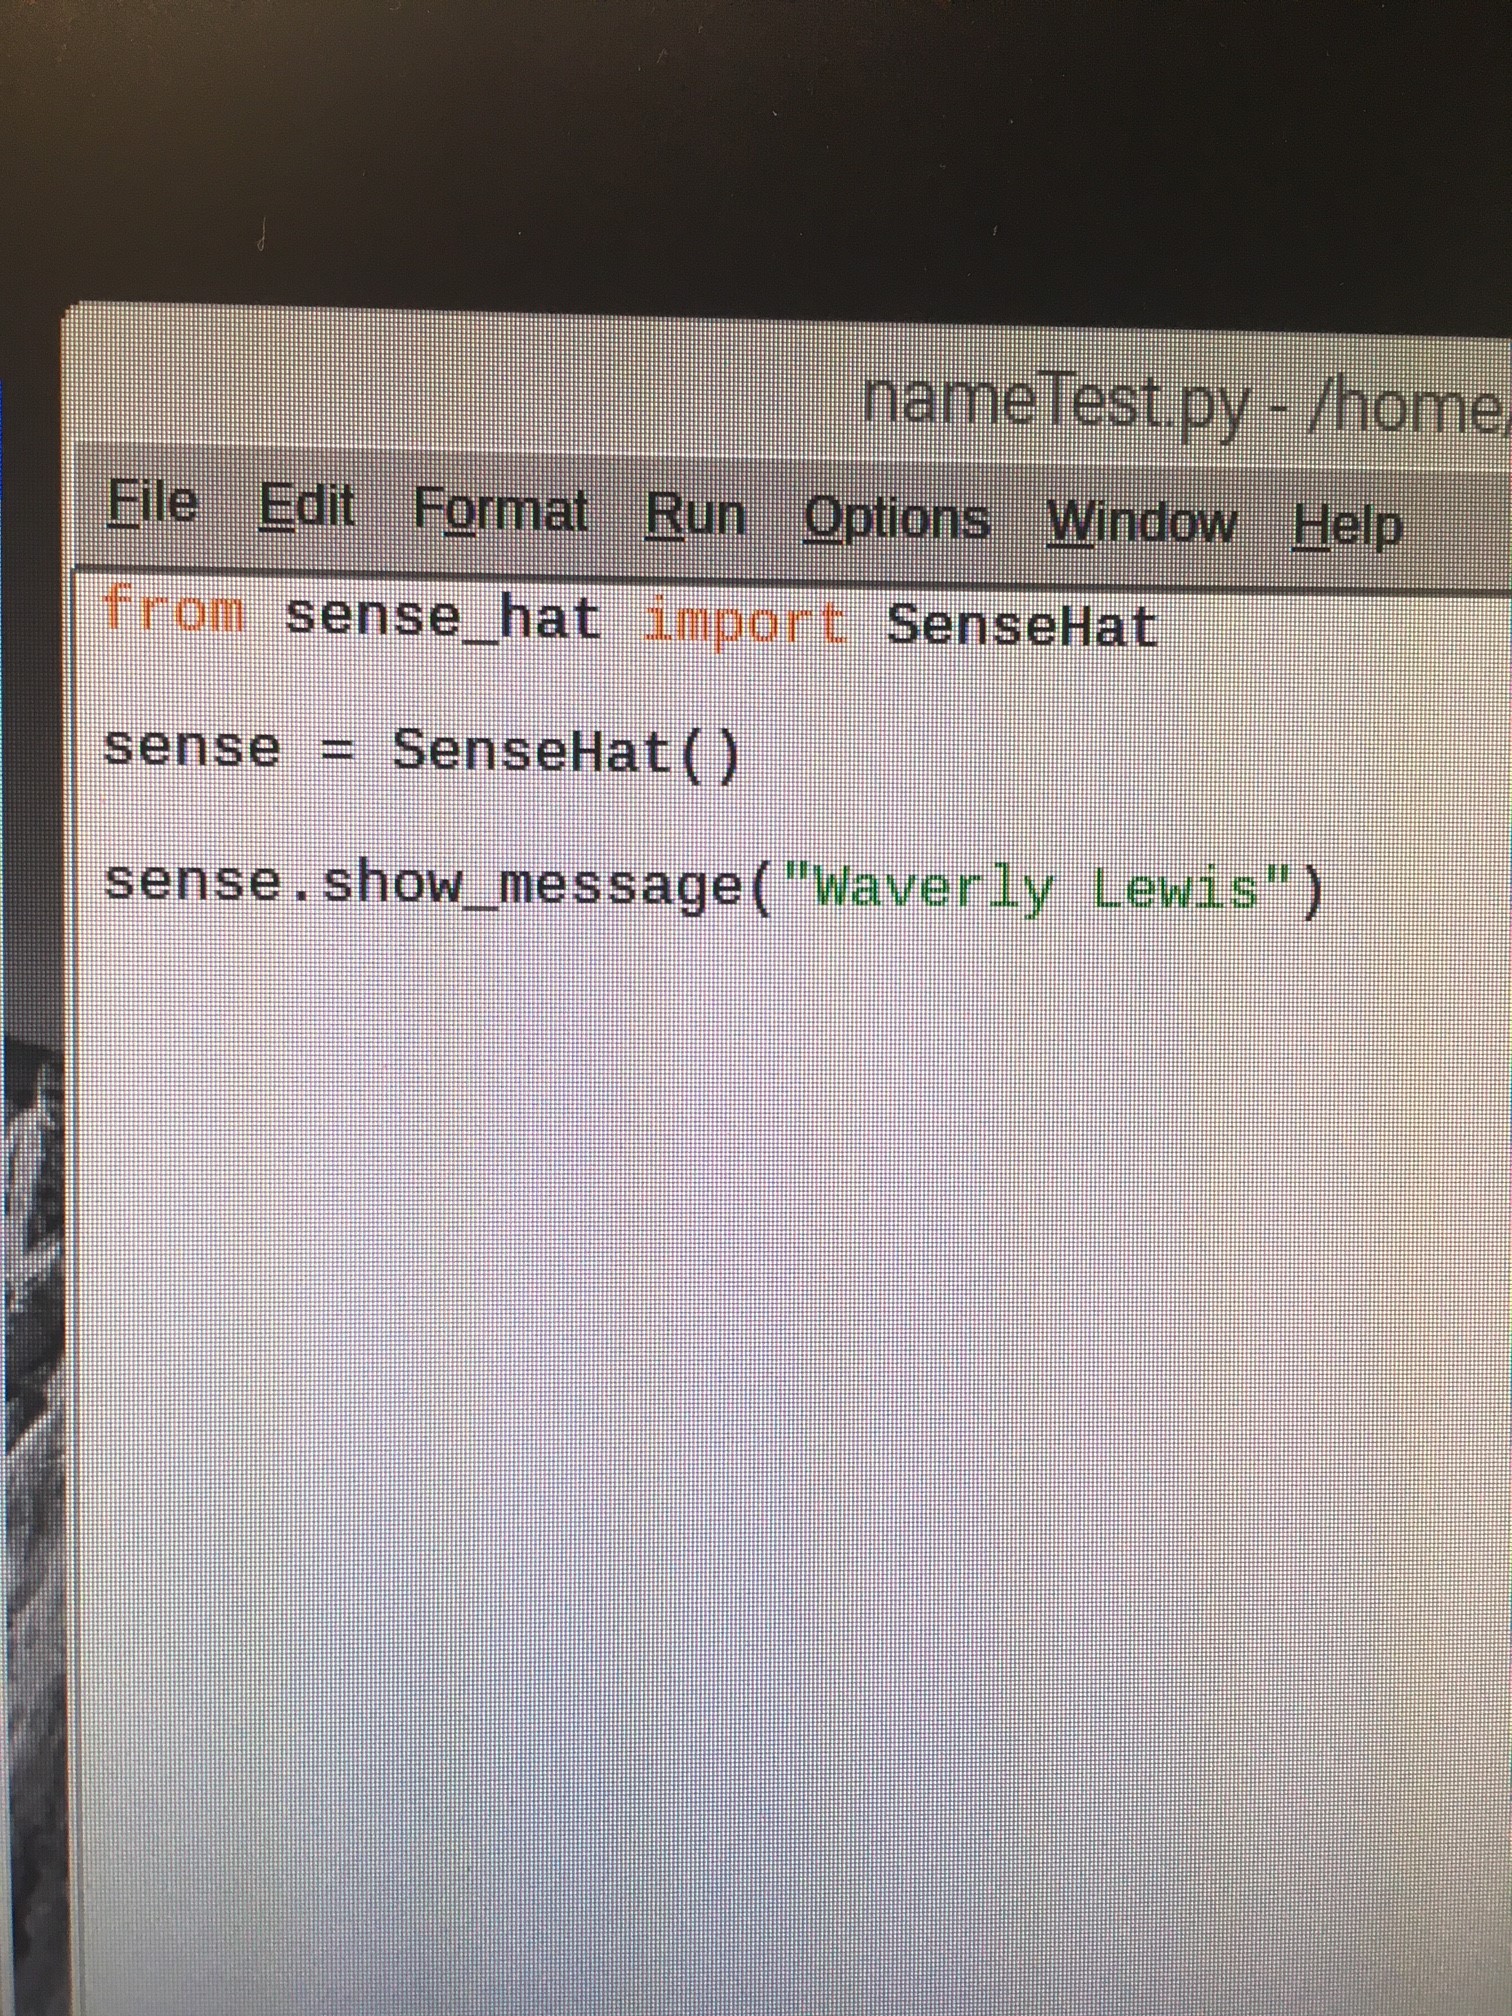 nameTest.py - /home/
File Edit Format Run Options Window Help
from sense_hat import SenseHat
sense = SenseHat()
sense.show_message("Waverly Lewis")